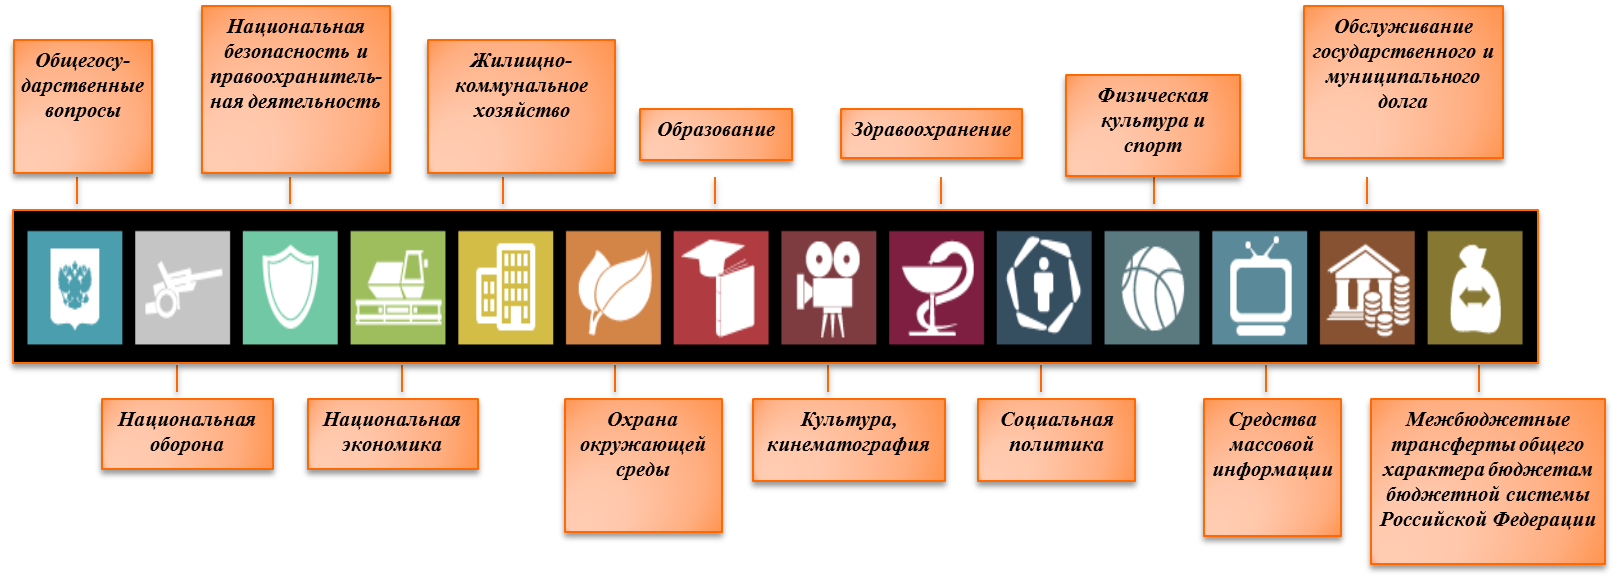 Общегосу-
дарственные
вопросы
Национальная
безопасность и
правоохранитель-
ная деятельность
Жилищно-
коммунальное
хозяйство
Образование
Здравоохранение
Физическая
культура и
спорт
Обслуживание
государственного и
муниципального
долга
Национальная
оборона
Национальная
экономика
Охрана
окружающей
среды
Культура,
кинематография
Социальная
политика
Средства
массовой
информации
Межбюджетные
трансферты общего
характера бюджетам
бюджетной системы
Российской Федерации